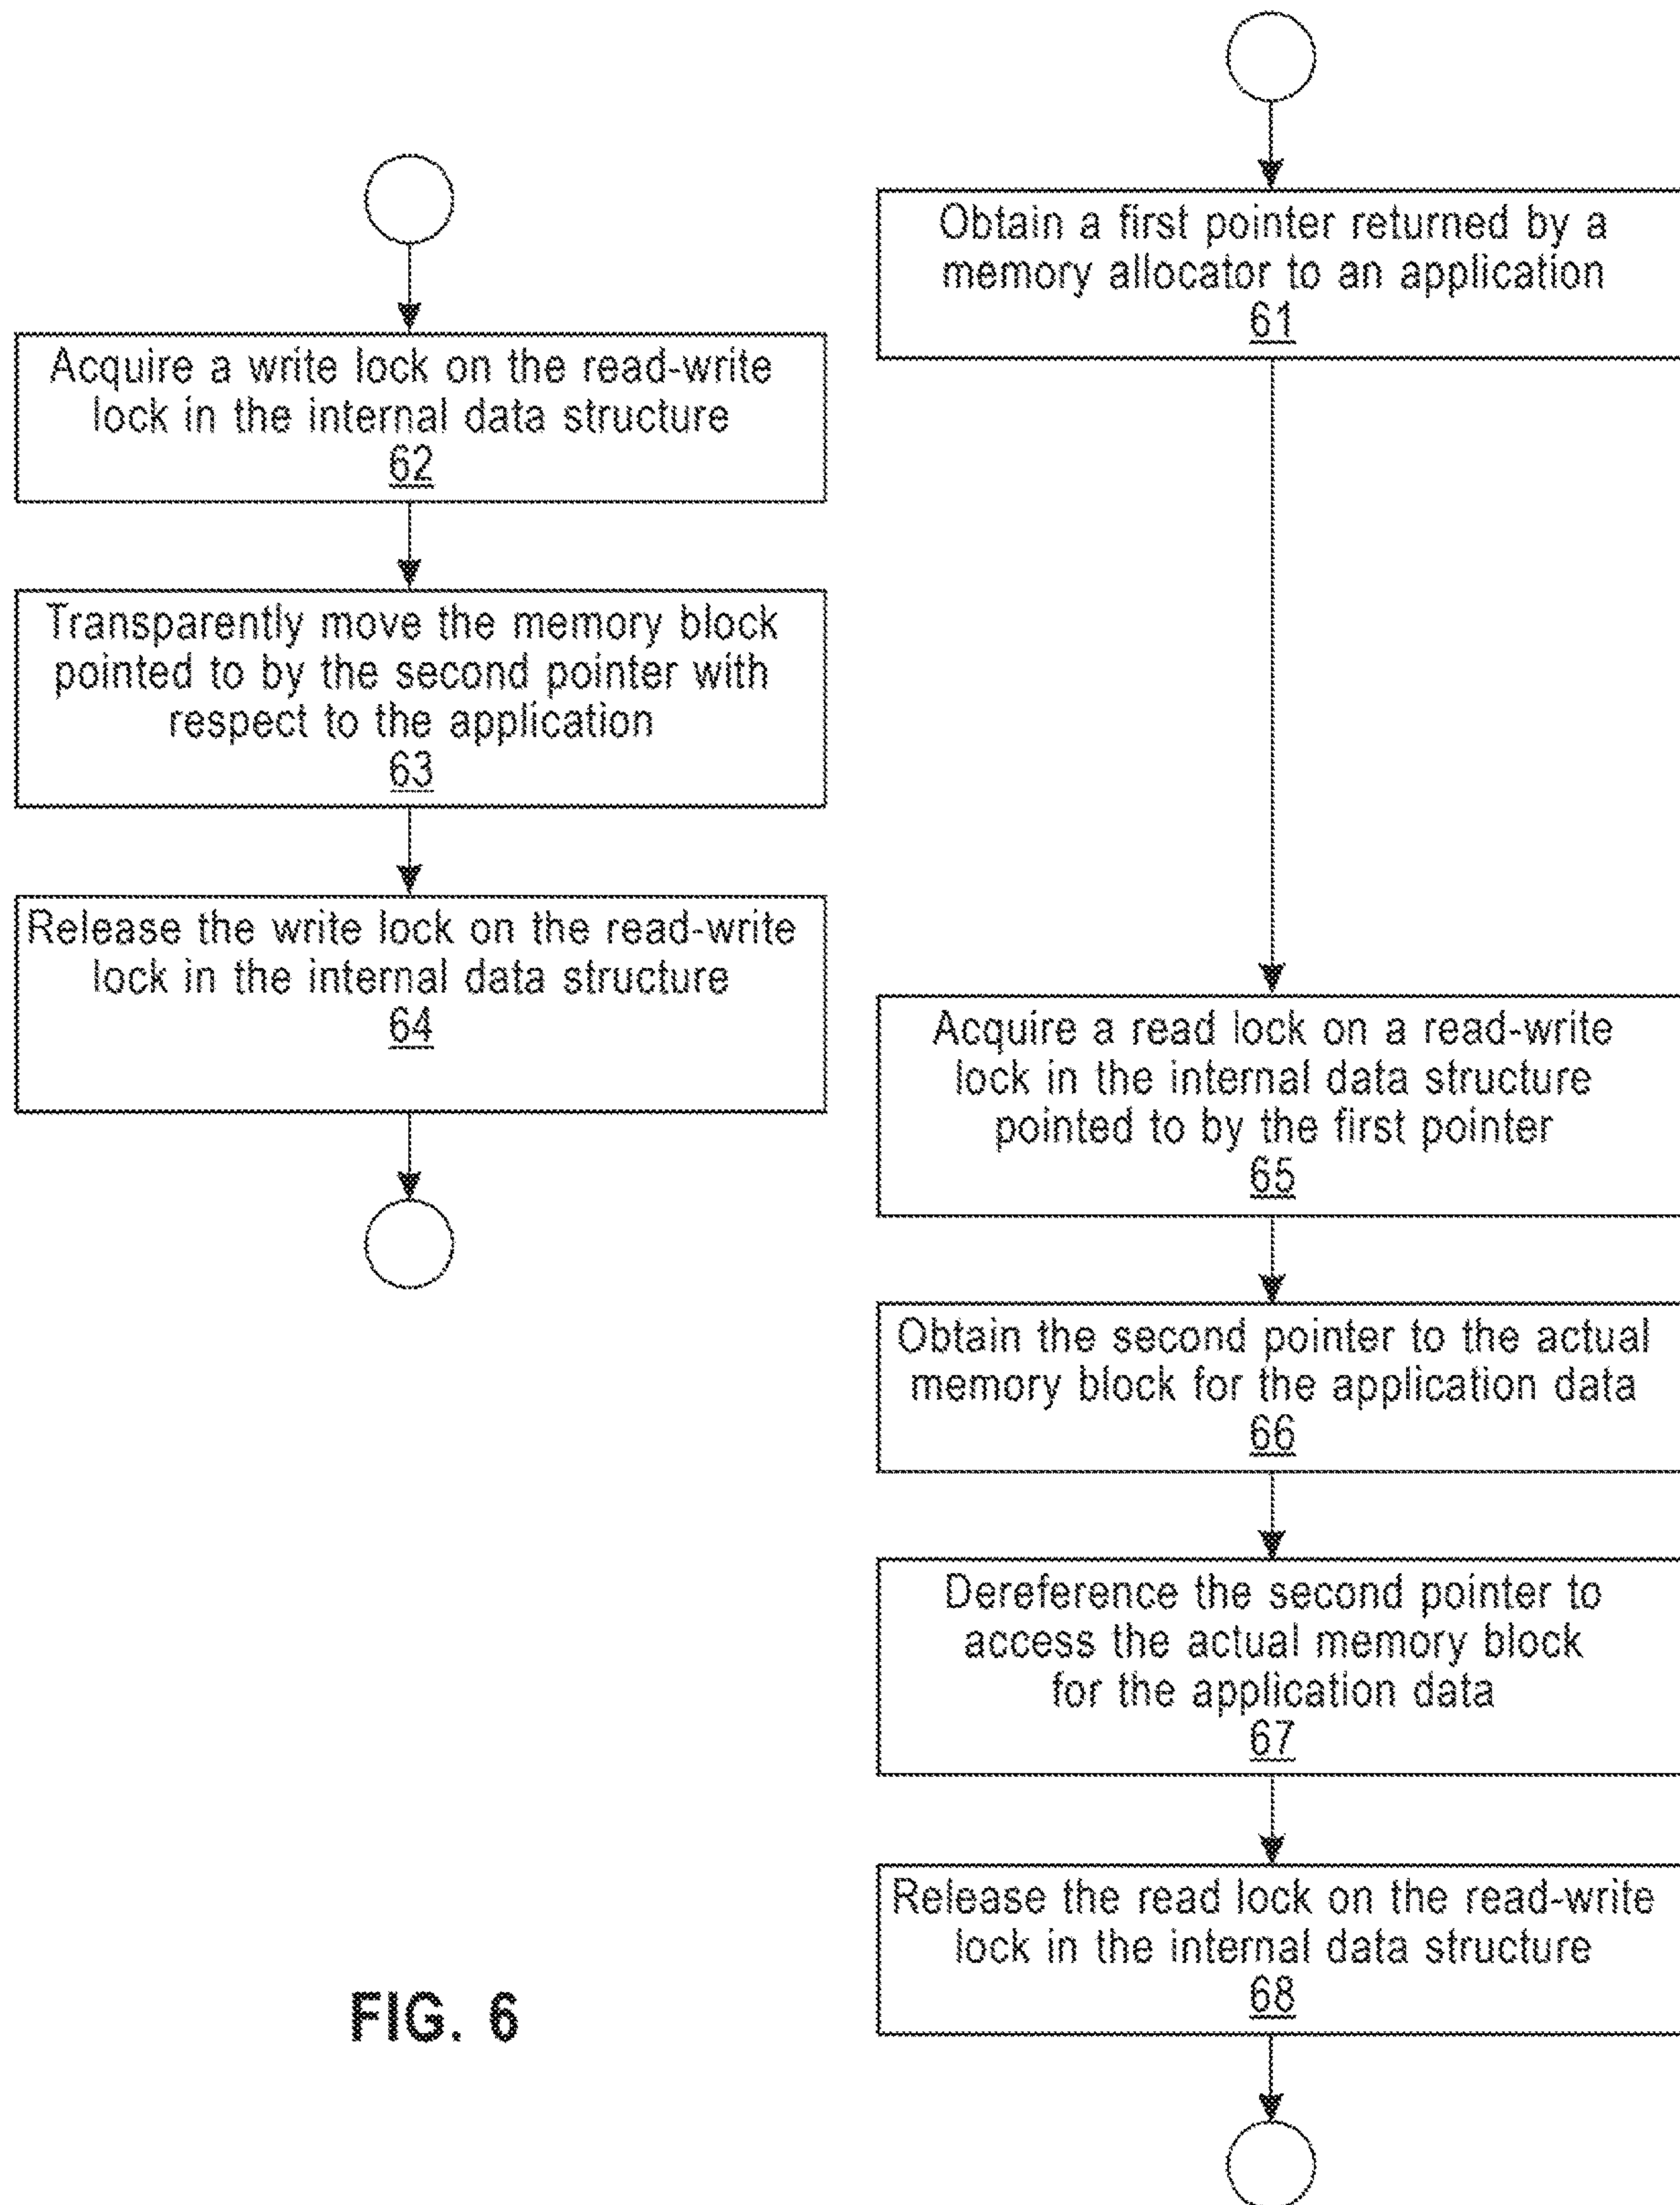 Acquire a write lock on the read-write
lock in the internal data structure
62
Transparently move the memory block
pointed to by the second pointer with
respect to the application
63
Release the write lock on the read-write
lock in the internal data structure
64
Obtain a first pointer returned by a
memory allocator to an application
61
Acquire a read lock on a read-write
lock in the internal data structure
pointed to by the first pointer
65
Obtain the second pointer to the actual
memory block for the application data
66
Dereference the second pointer to
access the actual memory block
for the application data
67
Release the read lock on the read-write
lock in the internal data structure
68
FIG. 6